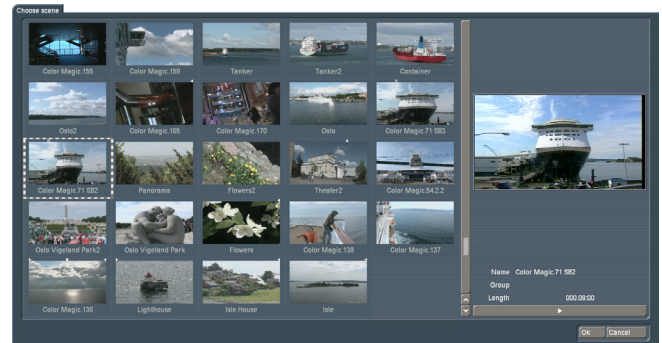 Choose scene
Color Magic.155
Color Magic.159
Tanker
Tanker2
Container
Oslo2
Color Magic.165
Color Magic.170
Oslo
Color Magic.71 SB3
Color Magic.71 SB2
Panorama
Flowers2
Theater2
Color Magic.54.2.2
Oslo Vigeland Park2
Oslo Vigeland Park
Flowers
Color Magic.138
Color Magic.137
Color Magic.136
Lighthouse
Isle House
Isle
Name Color Magic.71 SB2
Group
Length 000.08:00
Ok Cancel